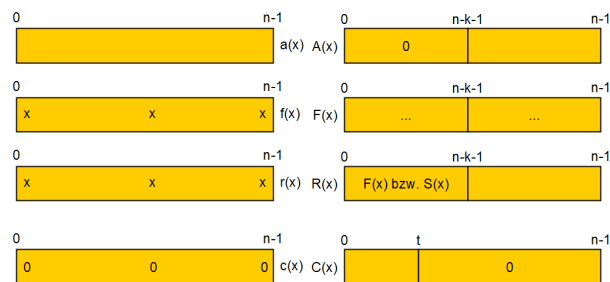 0 n-1 0 n-k-1 n-1
a(x) A(x) 0
0 n-1 0 n-k-1 n-1
x x x f(x) F(x) ... ...
0 n-1 0 n-k-1 n-1
x x x r(x) R(x) F(x) bzw. S(x)
0 n-1 0 t n-1
0 0 0 c(x) C(x) 0